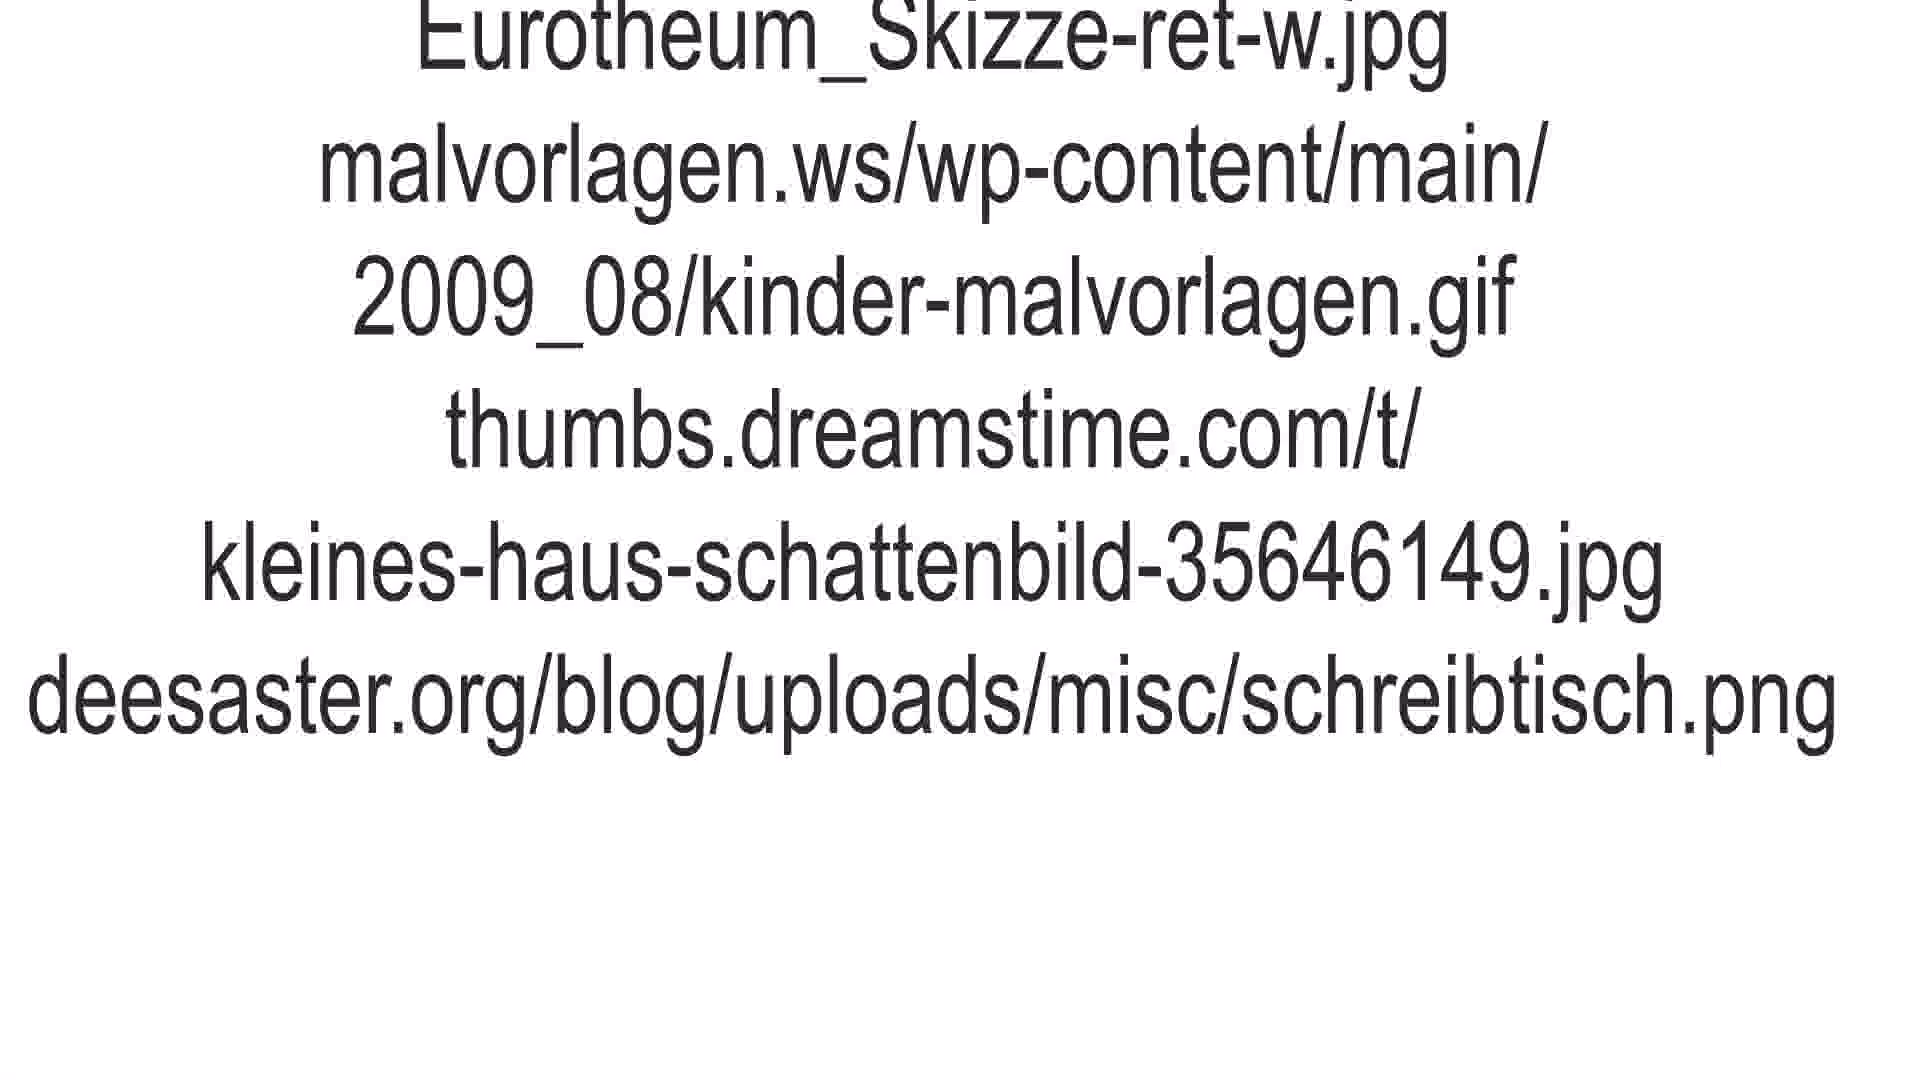 Eurotheum_Skizze-ret-w.jpg
malvorlagen.ws/wp-content/main/
2009_08/kinder-malvorlagen.gif
thumbs.dreamstime.com/t/
kleines-haus-schattenbild-35646149.jpg
deesaster.org/blog/uploads/misc/schreibtisch.png